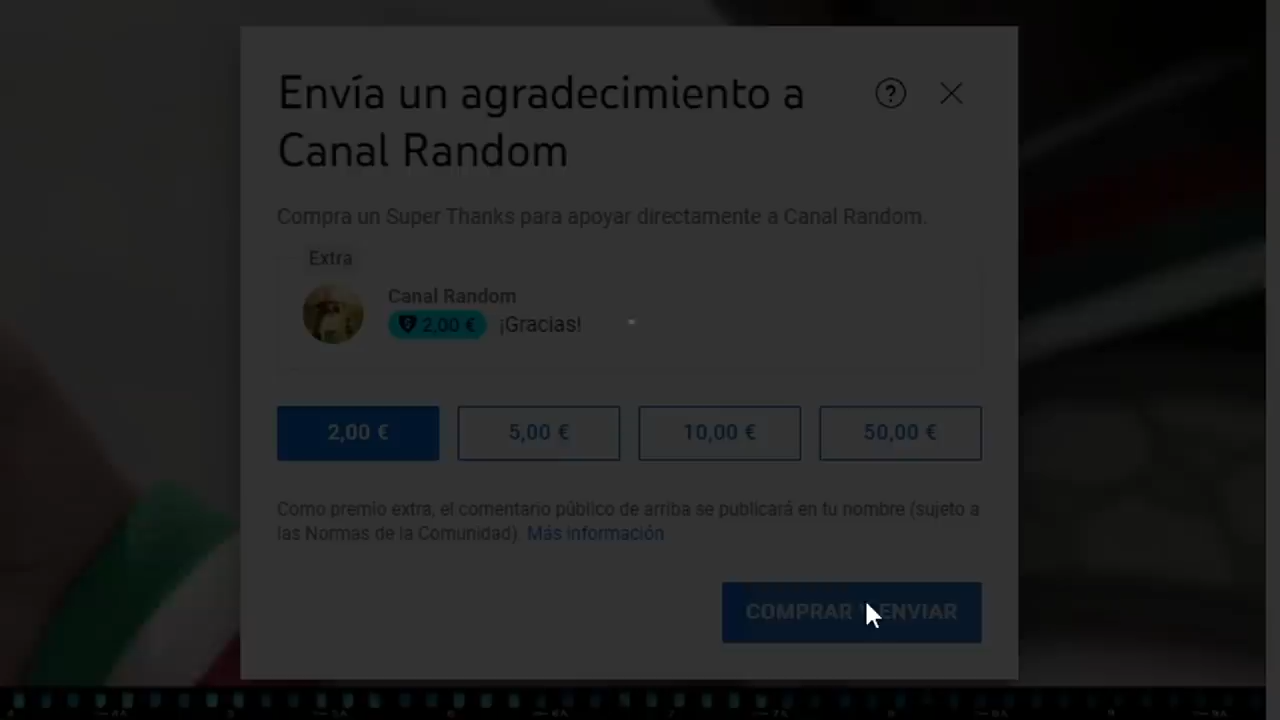 Envía un agradecimiento a
Canal Random
Compra un Super Thanks para apoyar directamente a Canal Random.
Extra
Canal Random
2,00 € ¡Gracias!
2,00 € 5,00 € 10,00 € 50,00 €
Como premio extra, el comentario público de arriba se publicará en tu nombre (sujeto a
las Normas de la Comunidad). Más información
COMPRAR Y ENVIAR